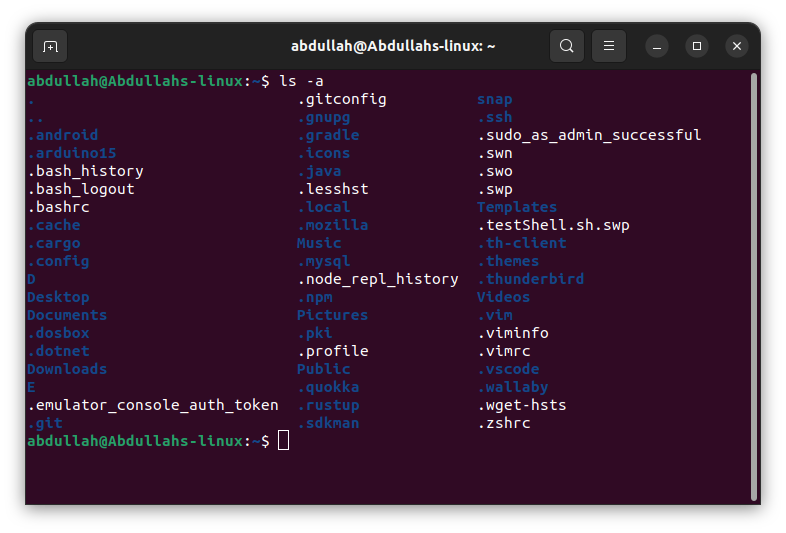 abdullah@Abdullahs-linux: ~
abdullah@Abdullahs-linux:~$ ls -a
. .gitconfig snap
.. .gnupg .ssh
.android .gradle .sudo_as_admin_successful
.arduino15 .icons .swn
.bash_history .java .swo
.bash_logout .lesshst .swp
.bashrc .local Templates
.cache .mozilla .testShell.sh.swp
.cargo Music .th-client
.config .mysql .themes
D .node_repl_history .thunderbird
Desktop .npm Videos
Documents Pictures .vim
.dosbox .pki .viminfo
.dotnet .profile .vimrc
Downloads Public .vscode
E .quokka .wallaby
.emulator_console_auth_token .rustup .wget-hsts
.git .sdkman .zshrc
abdullah@Abdullahs-linux:~$